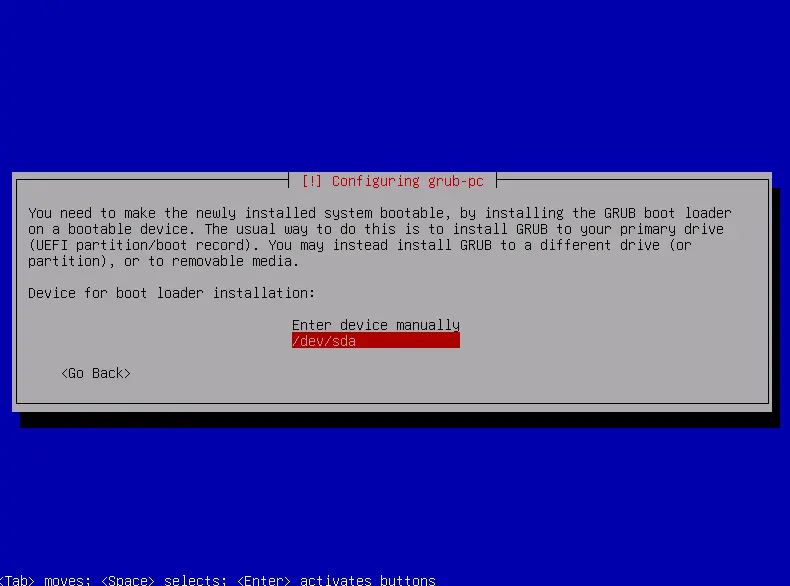 [!] Configuring grub-pc
You need to make the newly installed system bootable, by installing the GRUB boot loader
on a bootable device. The usual way to do this is to install GRUB to your primary drive
(UEFI partition/boot record). You may instead install GRUB to a different drive (or
partition), or to removable media.
Device for boot loader installation:
Enter device manually
/dev/sda
<Go Back>
<Tab> moves; <Space> selects; <Enter> activates buttons